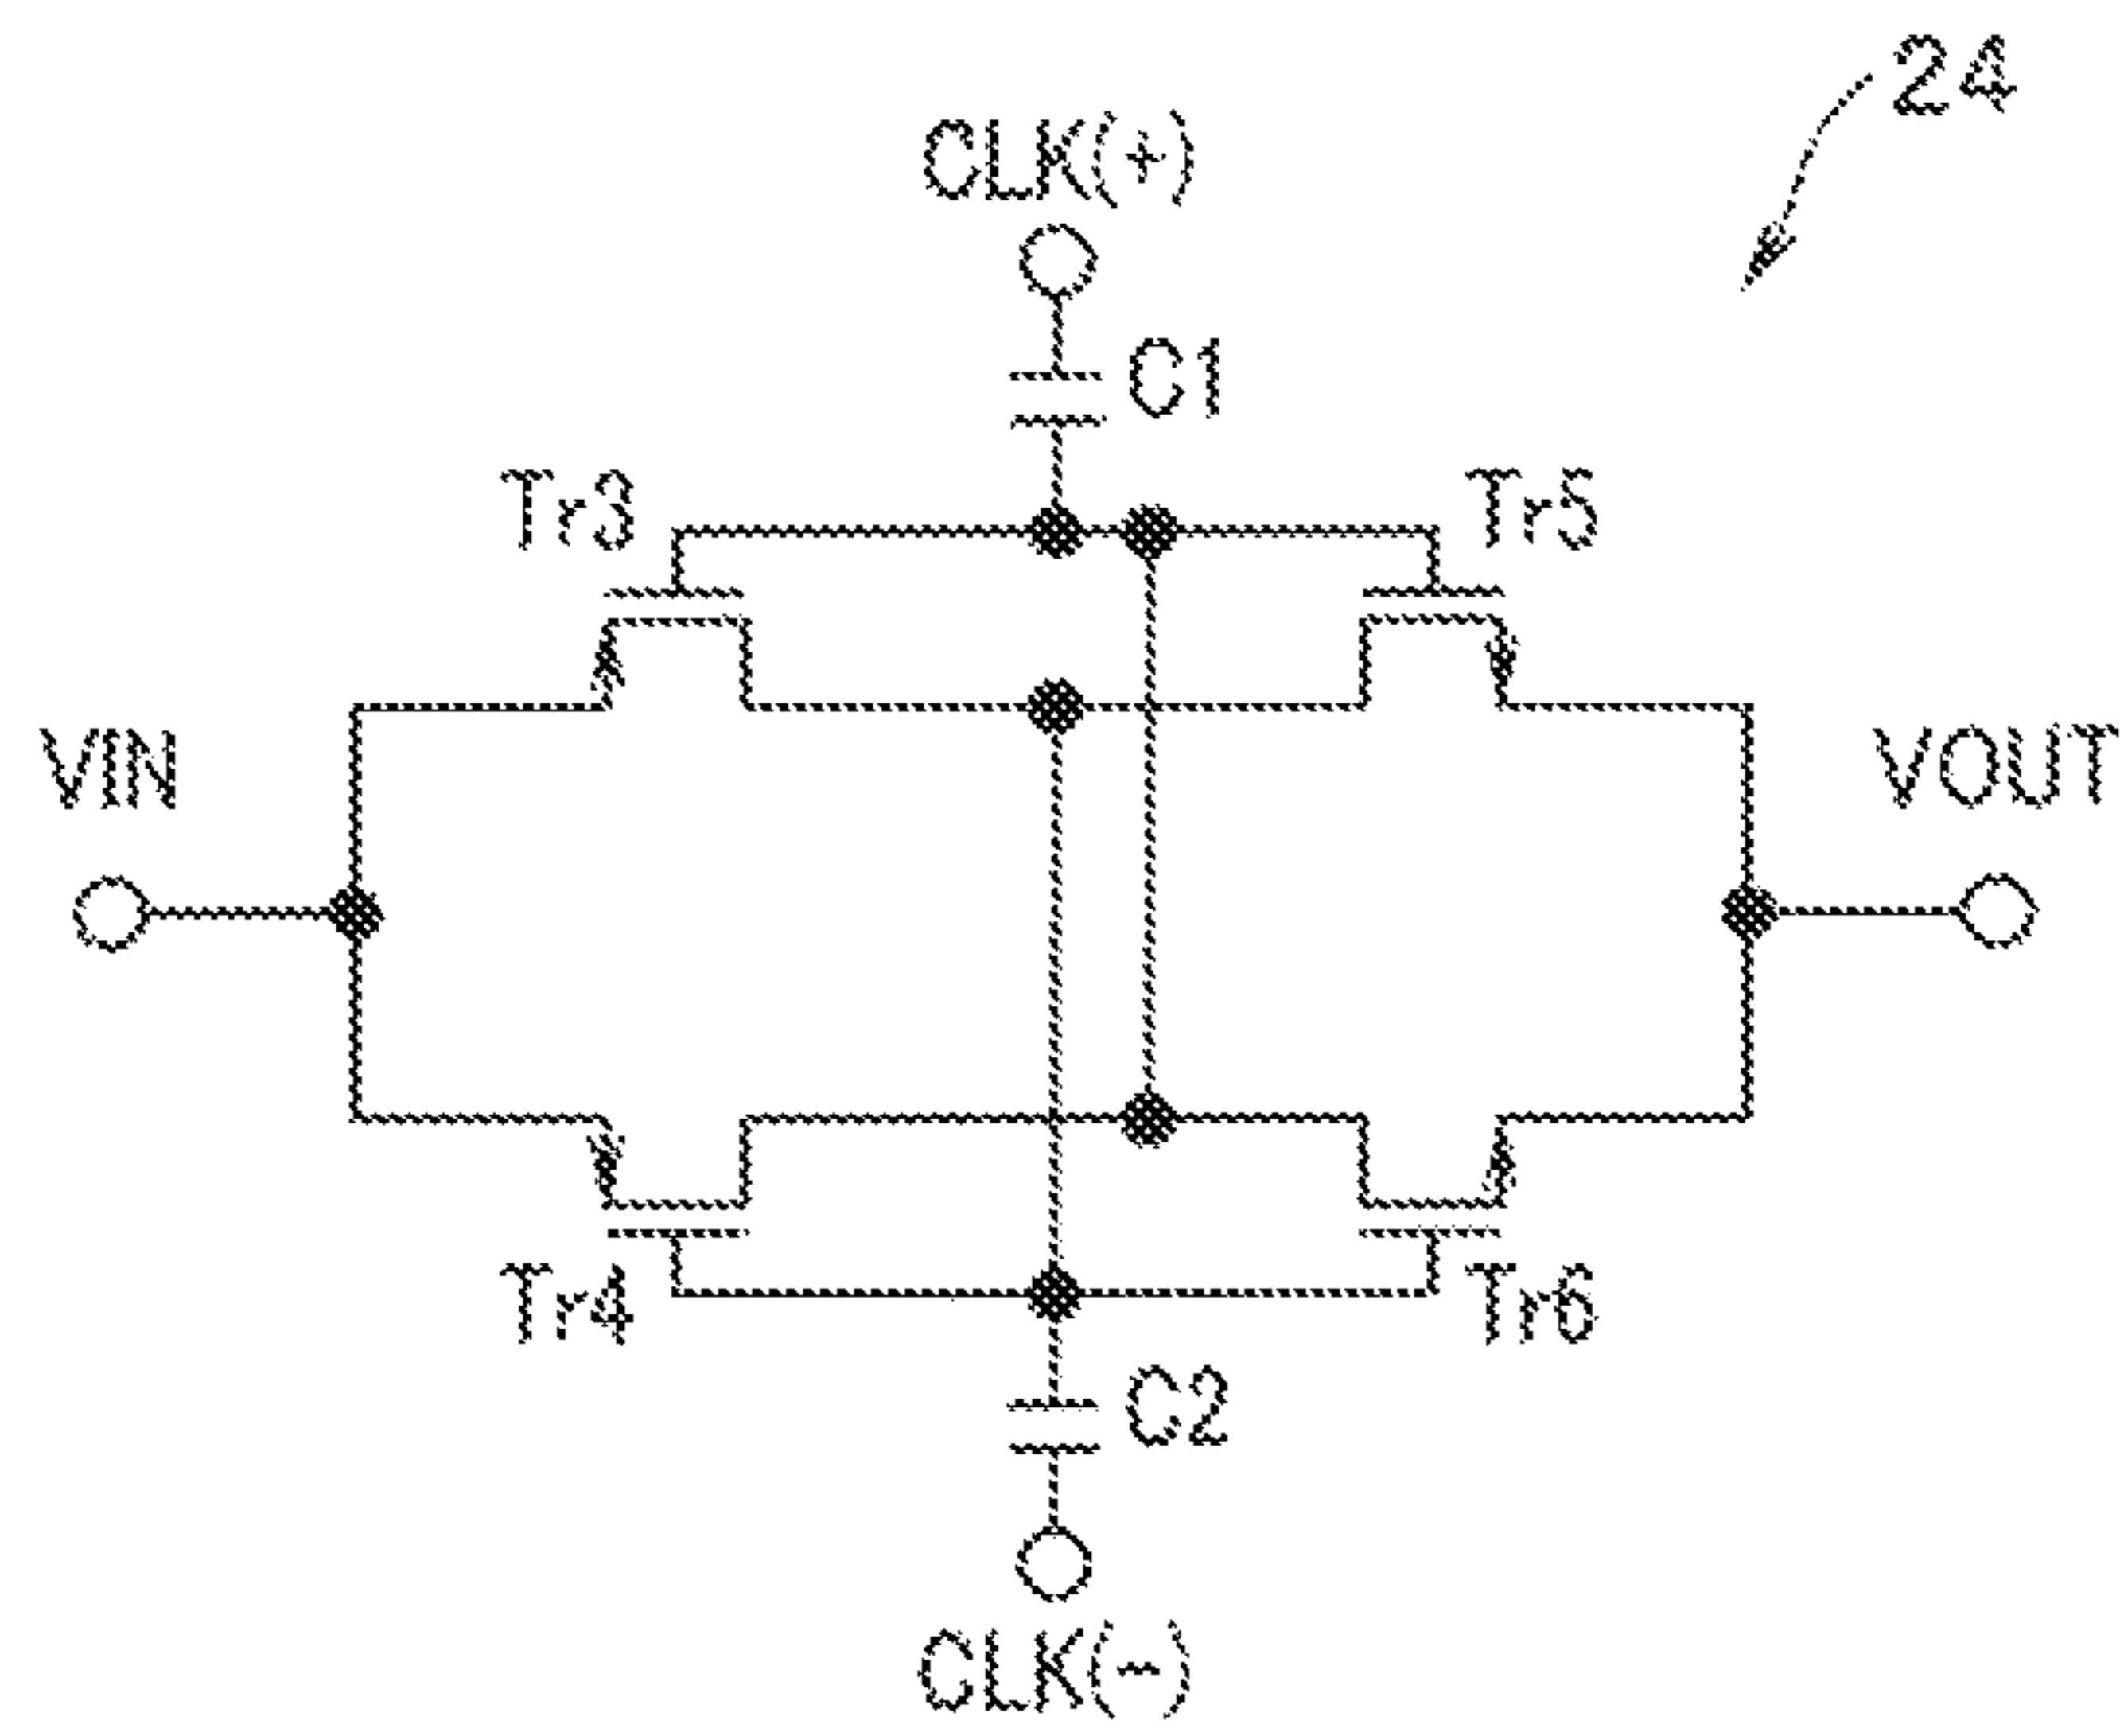 24
CLK(+)
C1
Tr3
Tr5
VIN
VOUT
Tr4
Tr6
C2
CLK(-)